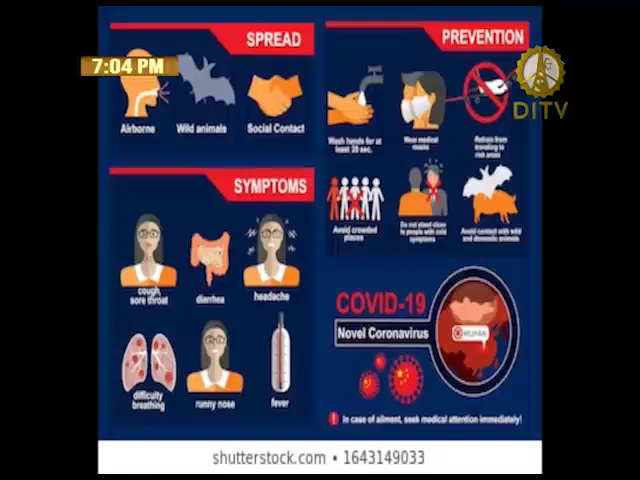 7:04 PM
SPREAD
Airborne
Wild animals
Social Contact
SYMPTOMS
cough,
sore throat
diarrhea
headache
difficulty
breathing
runny nose
fever
PREVENTION
DITV
Wash hands for at
least 20 sec.
Wear medical
masks
Refrain from
traveling to
risk areas
Avoid crowded
places
Do not stand close
to people with cold
symptoms
Avoid contact with wild
and domestic animals
COVID-19
Novel Coronavirus
WUHAN
In case of ailment, seek medical attention immediately!
shutterstock.com • 1643149033